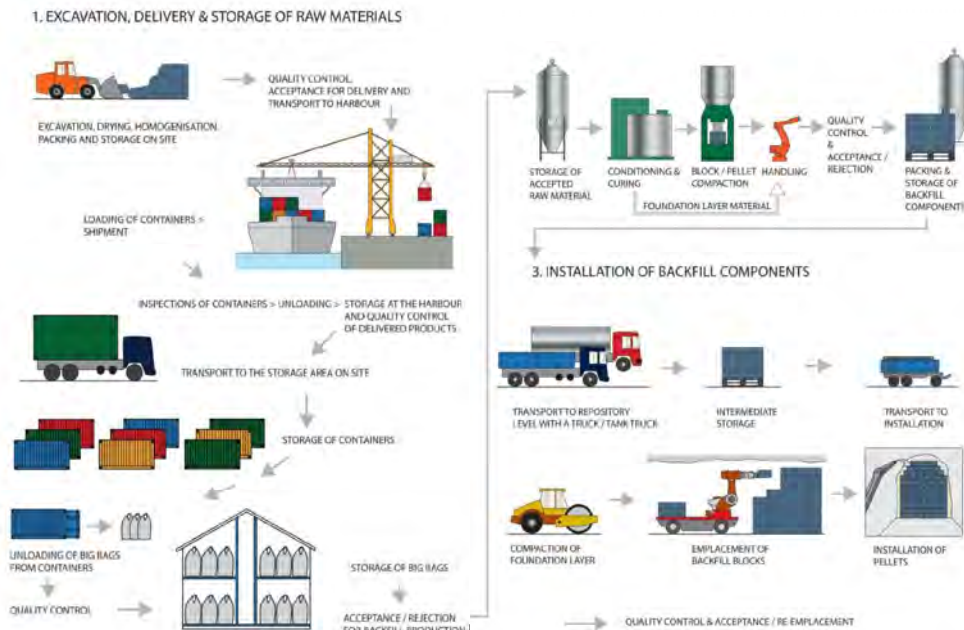 1. EXCAVATION, DELIVERY & STORAGE OF RAW MATERIALS
QUALITY CONTROL,
ACCEPTANCE FOR DELIVERY AND
TRANSPORT TO HARBOUR
EXCAVATION, DRYING, HOMOGENISATION,
PACKING AND STORAGE ON SITE
LOADING OF CONTAINERS >
SHIPMENT
INSPECTIONS OF CONTAINERS > UNLOADING > STORAGE AT THE HARBOUR
AND QUALITY CONTROL
OF DELIVERED PRODUCTS
TRANSPORT TO THE STORAGE AREA ON SITE
STORAGE OF CONTAINERS
UNLOADING OF BIG BAGS
FROM CONTAINERS
QUALITY CONTROL
STORAGE OF BIG BAGS
ACCEPTANCE / REJECTION
FOR BACKFILL PRODUCTION
STORAGE OF
ACCEPTED
RAW MATERIAL
CONDITIONING &
CURING
BLOCK / PELLET
COMPACTION
HANDLING
QUALITY
CONTROL
&
ACCEPTANCE /
REJECTION
PACKING &
STORAGE OF
BACKFILL
COMPONENTS
FOUNDATION LAYER MATERIAL
3. INSTALLATION OF BACKFILL COMPONENTS
TRANSPORT TO REPOSITORY
LEVEL WITH A TRUCK / TANK TRUCK
INTERMEDIATE
STORAGE
TRANSPORT TO
INSTALLATION
COMPACTION OF
FOUNDATION LAYER
EMPLACEMENT OF
BACKFILL BLOCKS
INSTALLATION OF
PELLETS
QUALITY CONTROL & ACCEPTANCE / RE-EMPLACEMENT